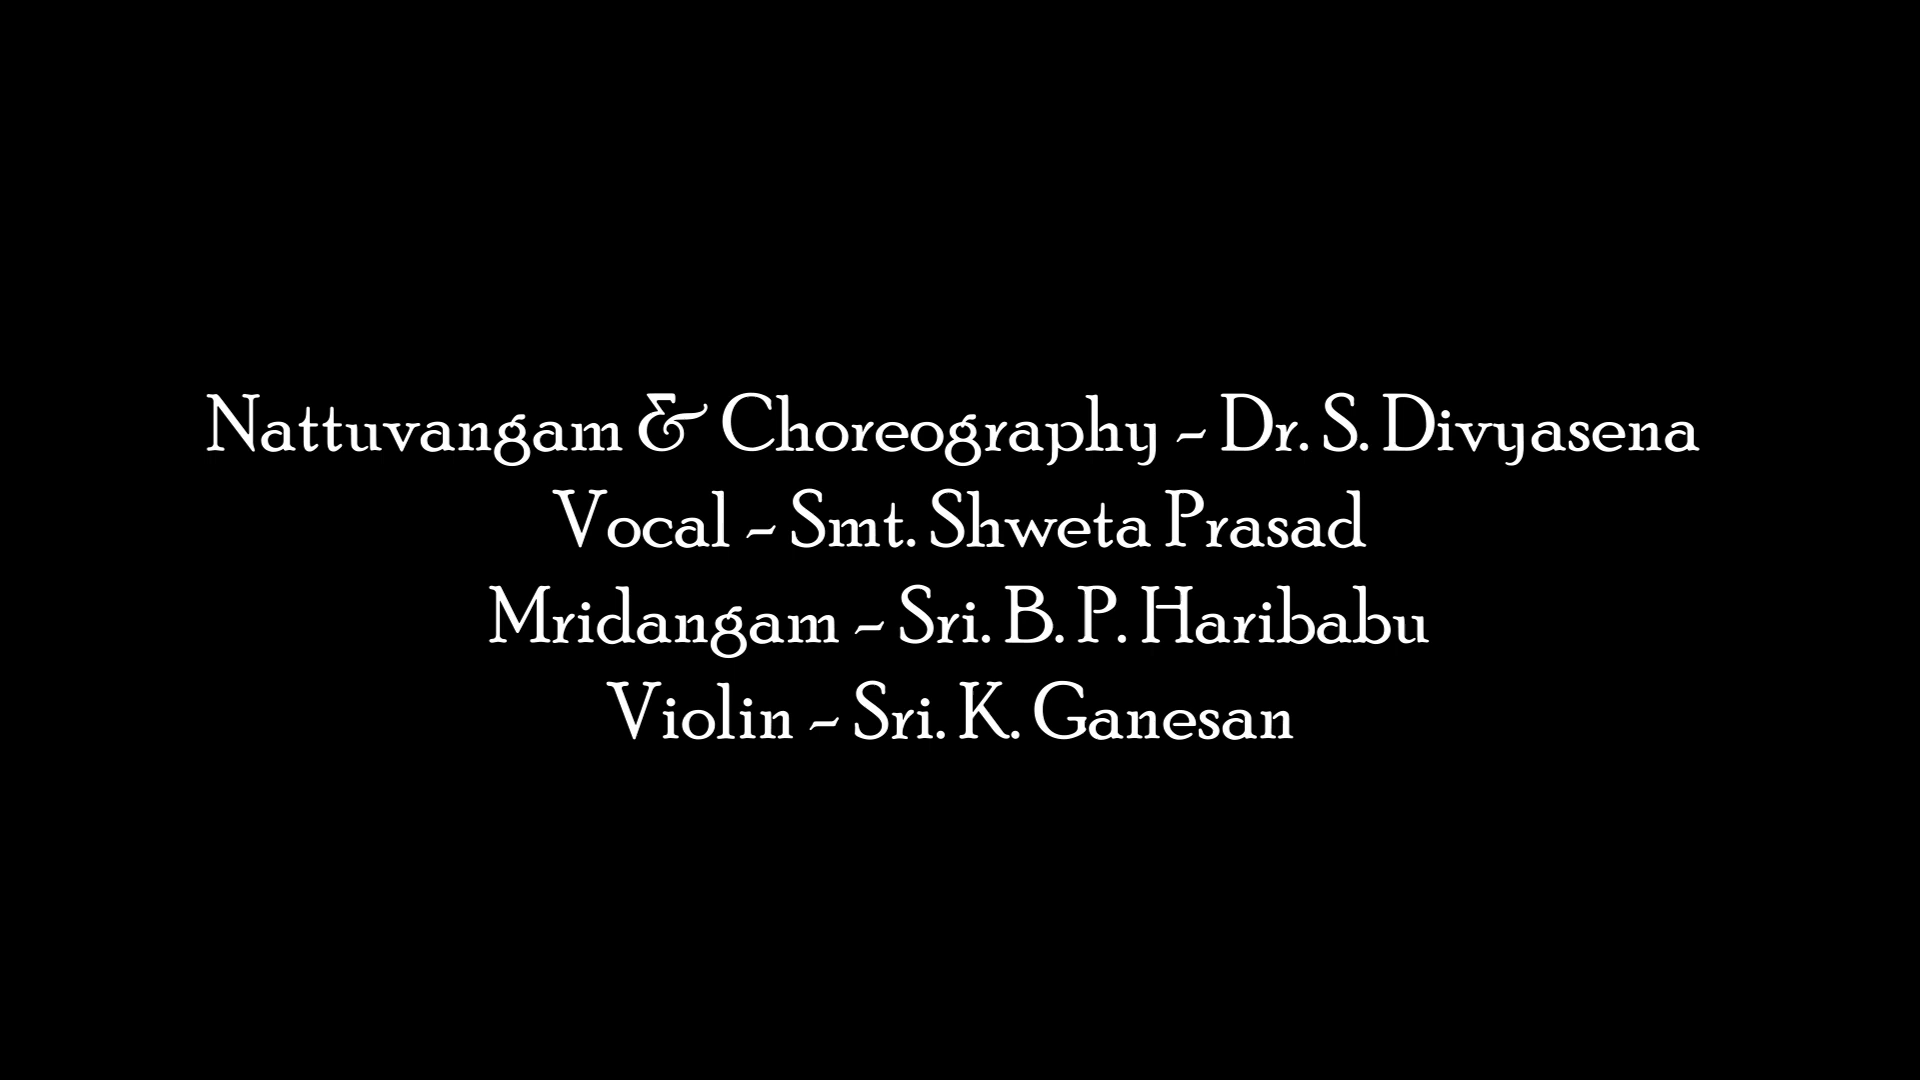 Nattuvangam & Choreography - Dr. S. Divyasena
Vocal - Smt. Shweta Prasad
Mridangam - Sri. B. P. Haribabu
Violin - Sri. K. Ganesan